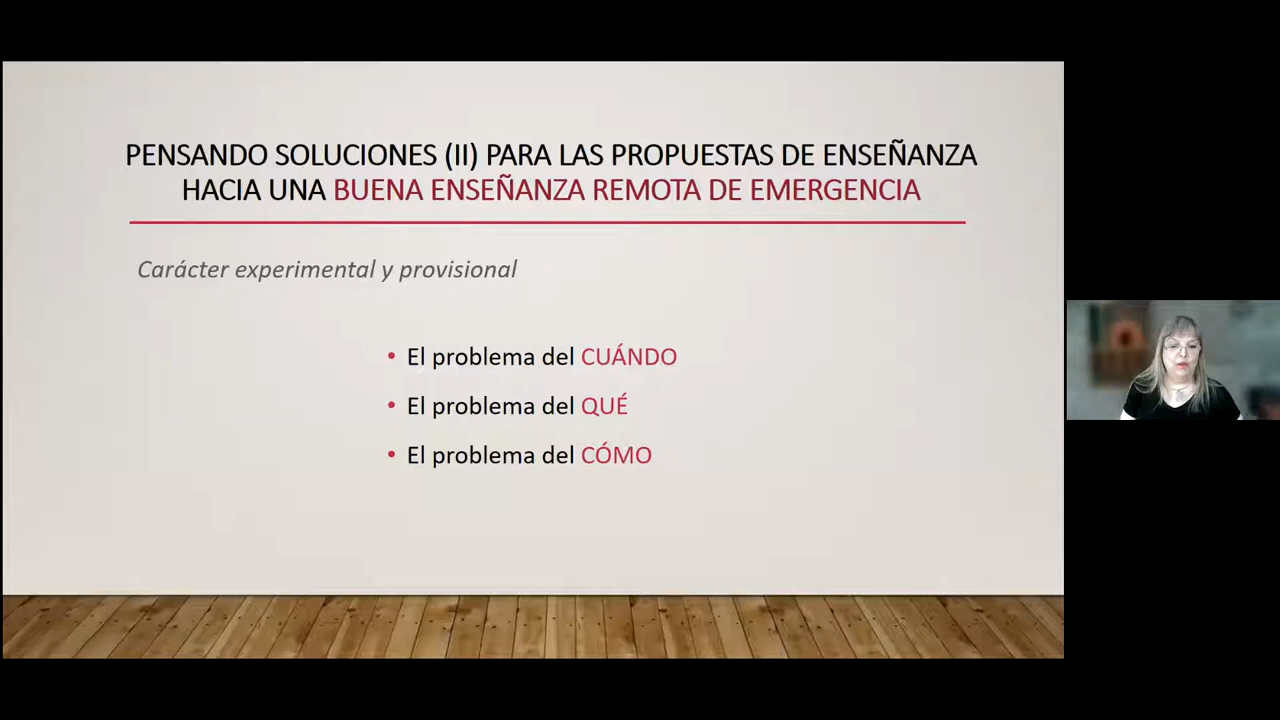 PENSANDO SOLUCIONES (II) PARA LAS PROPUESTAS DE ENSEÑANZA
HACIA UNA BUENA ENSEÑANZA REMOTA DE EMERGENCIA
Carácter experimental y provisional
• El problema del CUÁNDO
• El problema del QUÉ
• El problema del CÓMO